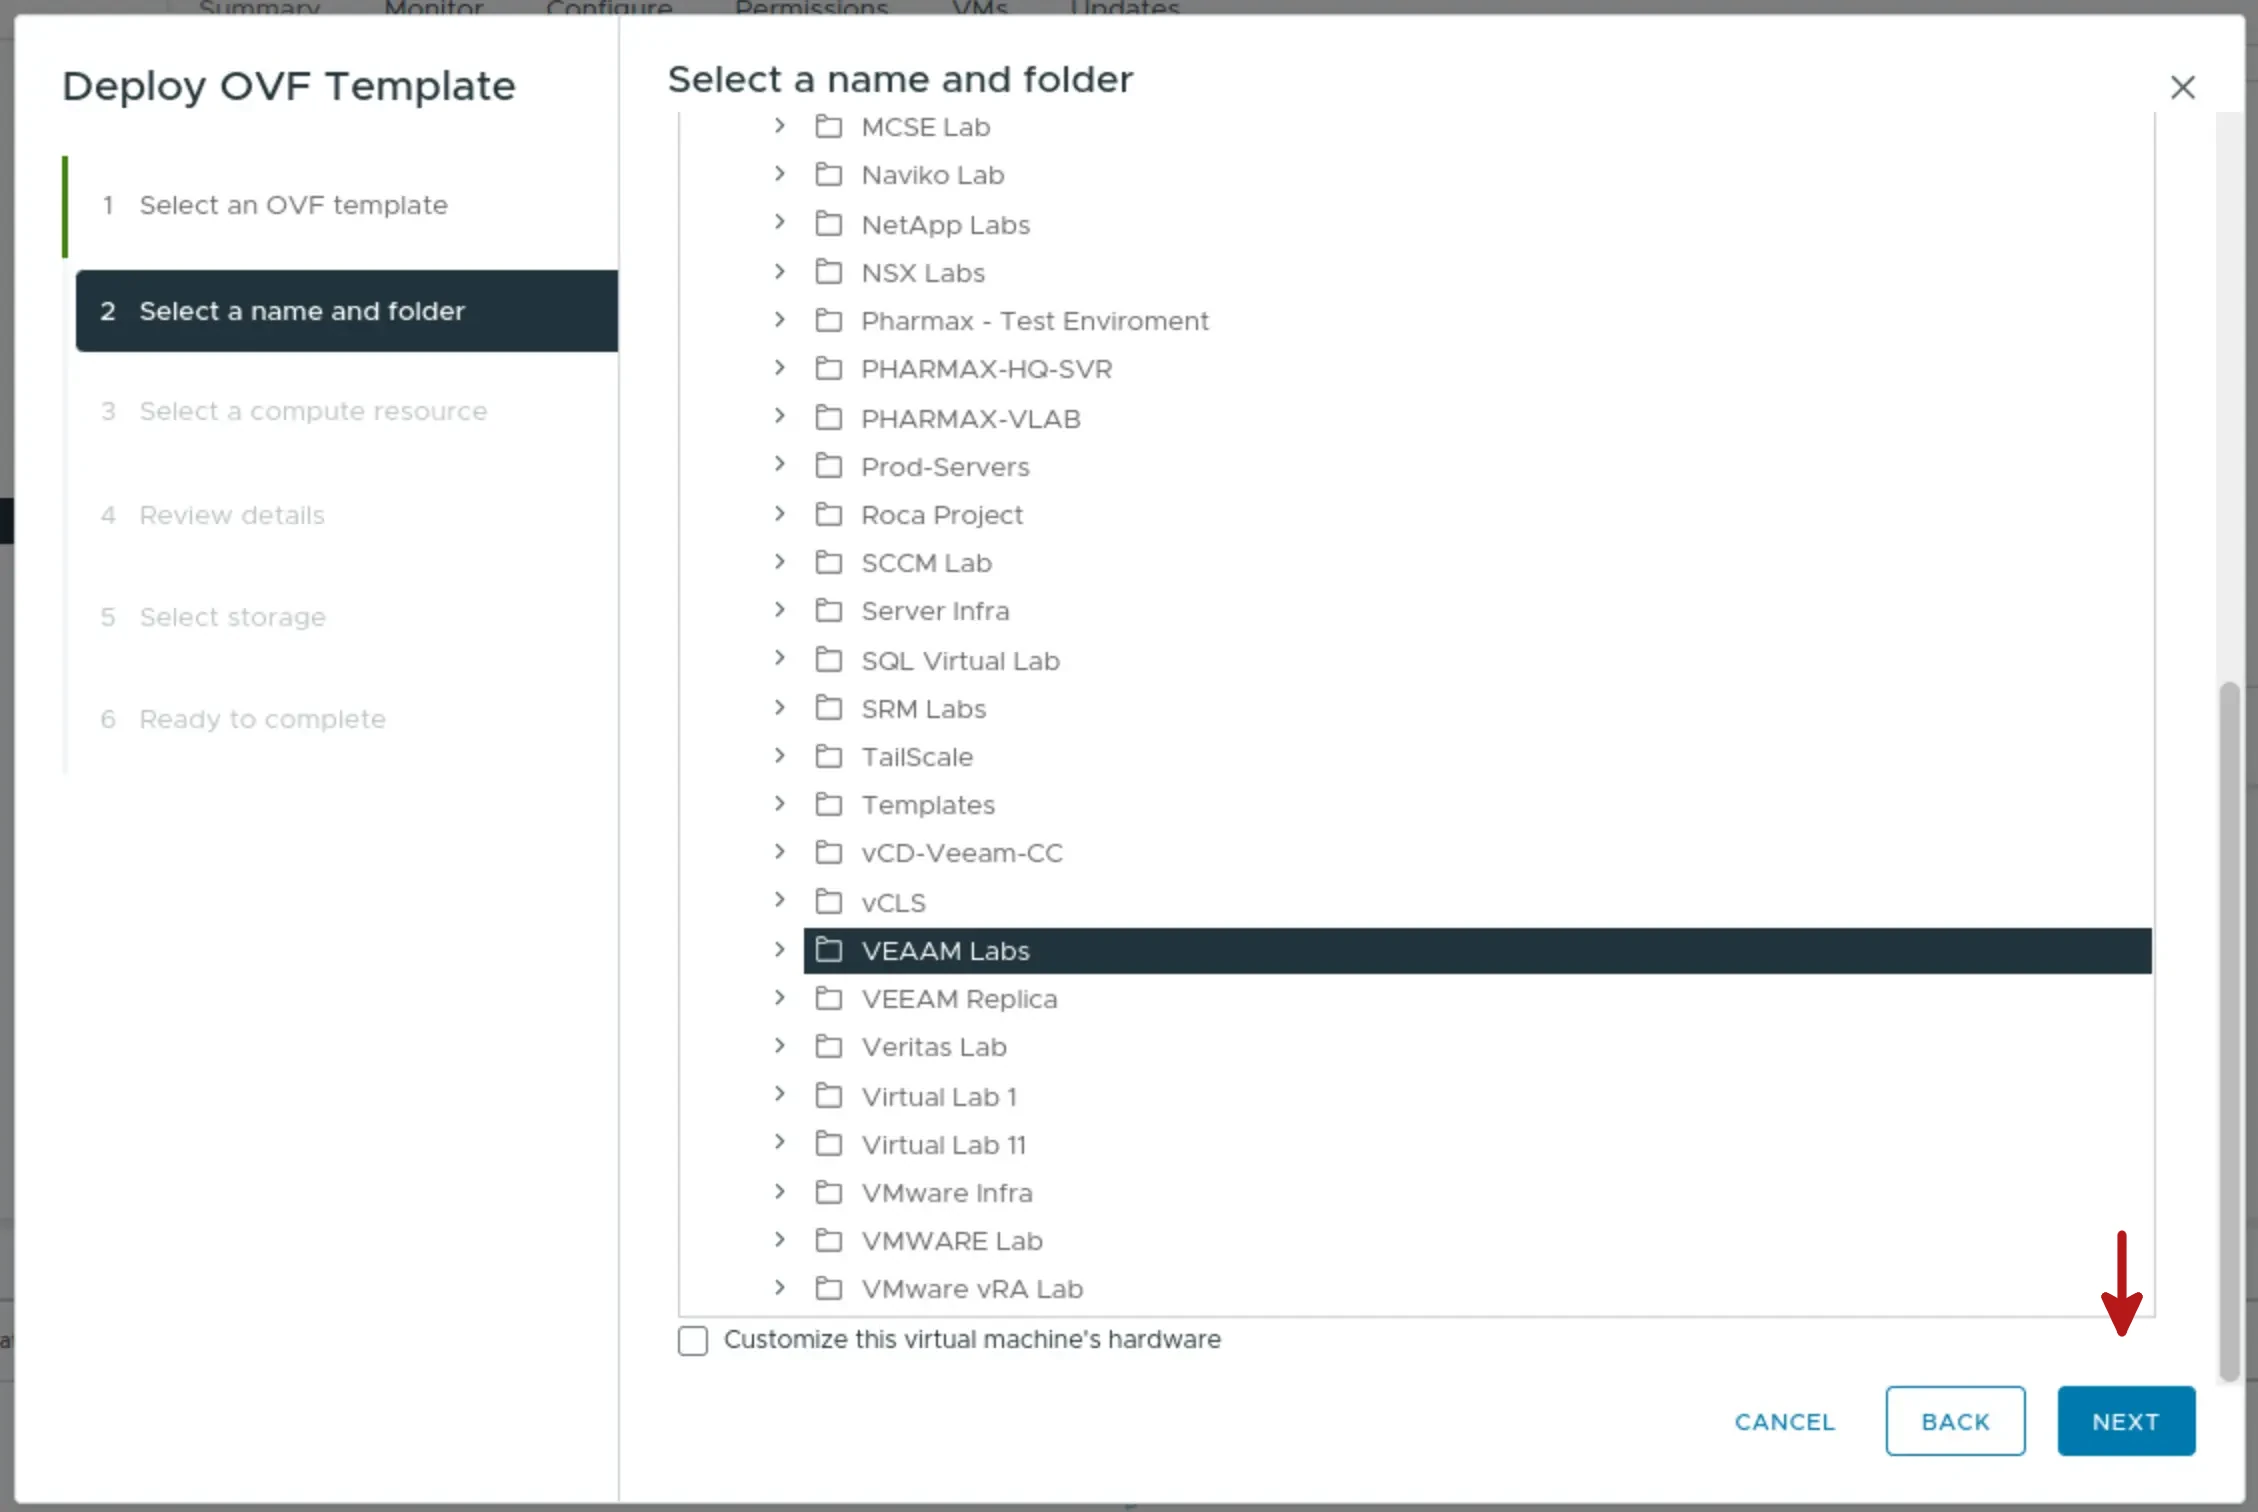 Summary Monitor Configure Permissions VMs Updates
Deploy OVF Template
1 Select an OVF template
2 Select a name and folder
3 Select a compute resource
4 Review details
5 Select storage
6 Ready to complete
Select a name and folder
MCSE Lab
Naviko Lab
NetApp Labs
NSX Labs
Pharmax - Test Enviroment
PHARMAX-HQ-SVR
PHARMAX-VLAB
Prod-Servers
Roca Project
SCCM Lab
Server Infra
SQL Virtual Lab
SRM Labs
TailScale
Templates
vCD-Veeam-CC
vCLS
VEAAM Labs
VEEAM Replica
Veritas Lab
Virtual Lab 1
Virtual Lab 11
VMware Infra
VMWARE Lab
VMware vRA Lab
Customize this virtual machine's hardware
CANCEL BACK NEXT